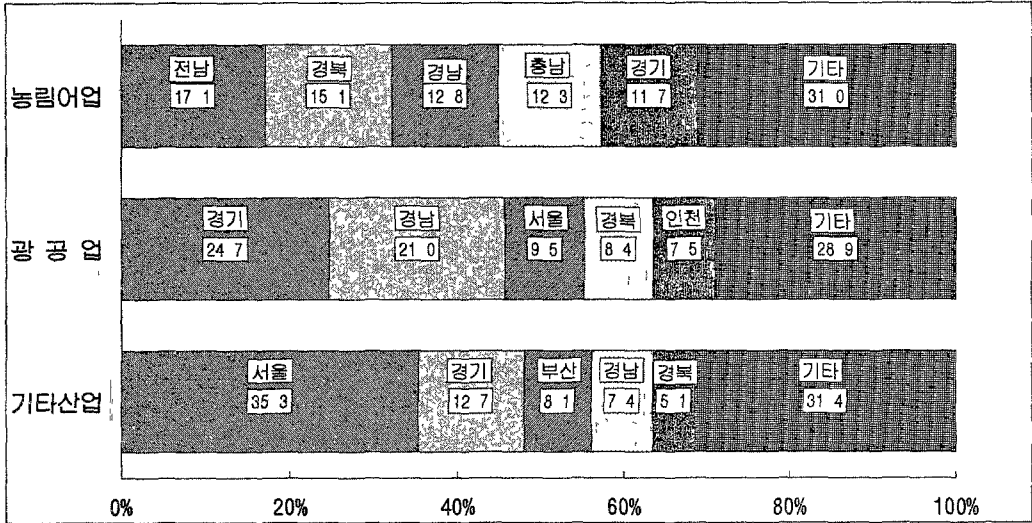 전남 경북 경남 충남 경기 기타
농림어업 17 1 15 1 12 8 12 3 11 7 31 0
경기 경남 서울 경북 인천 기타
광 공 업 24 7 21 0 9 5 8 4 7 5 28 9
서울 경기 부산 경남 경북 기타
기타산업 35 3 12 7 8 1 7 4 5 1 31 4
0% 20% 40% 60% 80% 100%